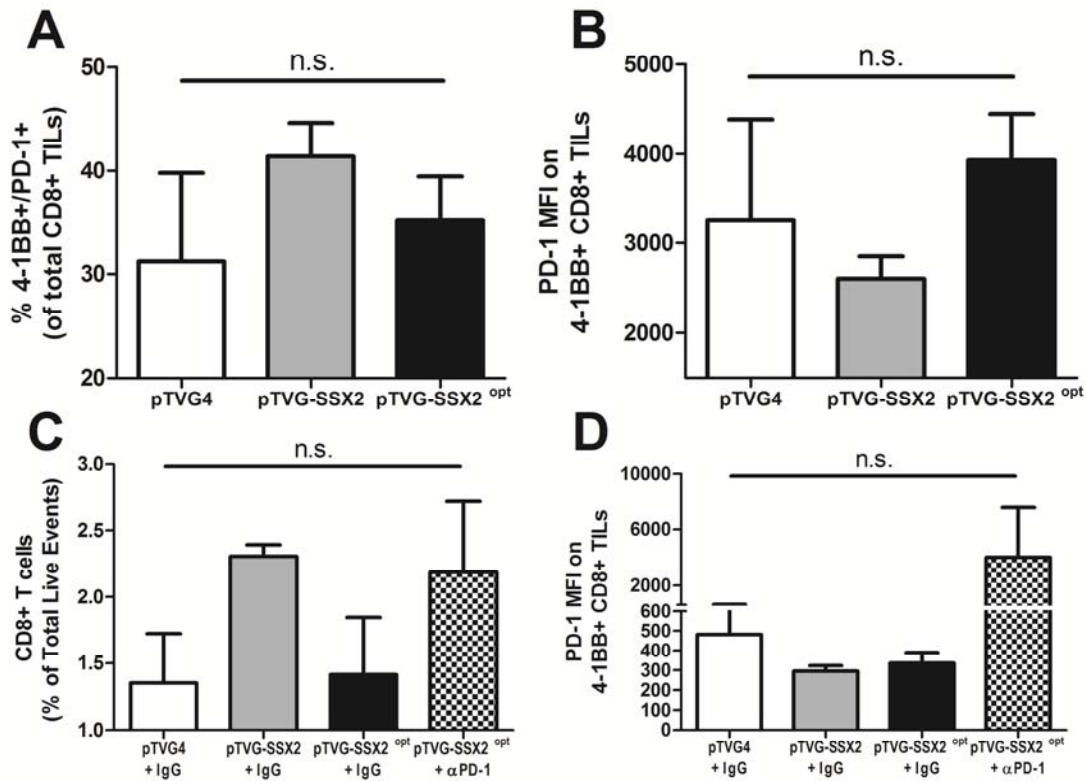 A
n.s.
% 4-1BB+/PD-1+
(of total CD8+ TILs)
50
40
30
20
pTVG4
pTVG-SSX2
pTVG-SSX2 opt
B
n.s.
PD-1 MFI on
4-1BB+ CD8+ TILs
5000
4000
3000
2000
pTVG4
pTVG-SSX2
pTVG-SSX2 opt
C
n.s.
CD8+ T cells
(% of Total Live Events)
3.0
2.5
2.0
1.5
1.0
pTVG4
+ IgG
pTVG-SSX2
+ IgG
pTVG-SSX2 opt
+ IgG
pTVG-SSX2 opt
+ αPD-1
D
n.s.
PD-1 MFI on
4-1BB+ CD8+ TILs
10000
6000
2000
600
500
400
300
200
100
0
pTVG4
+ IgG
pTVG-SSX2
+ IgG
pTVG-SSX2 opt
+ IgG
pTVG-SSX2 opt
+ αPD-1